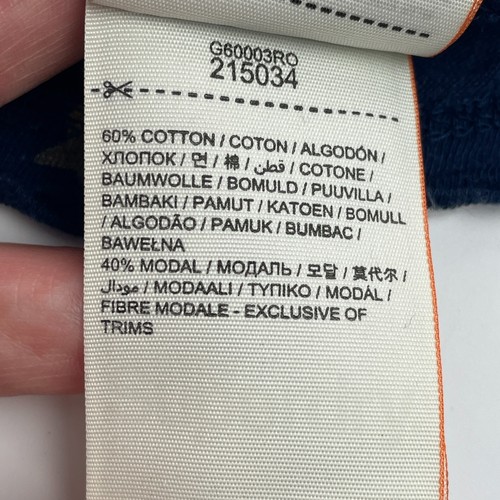 G60003RO
215034
60% COTTON / COTON / ALGODÓN /
ХЛОПОК / 면 / 棉 / قطن / COTONE /
BAUMWOLLE / BOMULD / PUUVILLA /
BAMBAKI / PAMUT / KATOEN / BOMULL
/ ALGODÃO / PAMUK / BUMBAC /
BAWEŁNA
40% MODAL / МОДАЛЬ / 모달 / 莫代尔 /
مودال / MODAALI / ΤΥΠΙΚΟ / MODÁL /
FIBRE MODALE - EXCLUSIVE OF
TRIMS